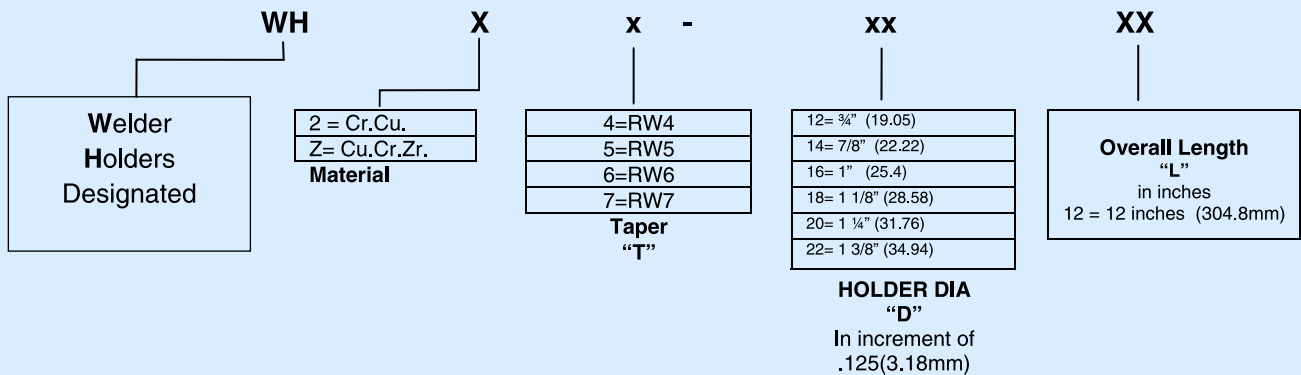 WH X x - xx XX
Welder
Holders
Designated
2 = Cr.Cu.
Z= Cu.Cr.Zr.
Material
4=RW4
5=RW5
6=RW6
7=RW7
Taper
“T”
12= ¾” (19.05)
14= 7/8” (22.22)
16= 1” (25.4)
18= 1 1/8” (28.58)
20= 1 ¼” (31.76)
22= 1 3/8” (34.94)
HOLDER DIA
“D”
In increment of
.125(3.18mm)
Overall Length
“L”
in inches
12 = 12 inches (304.8mm)